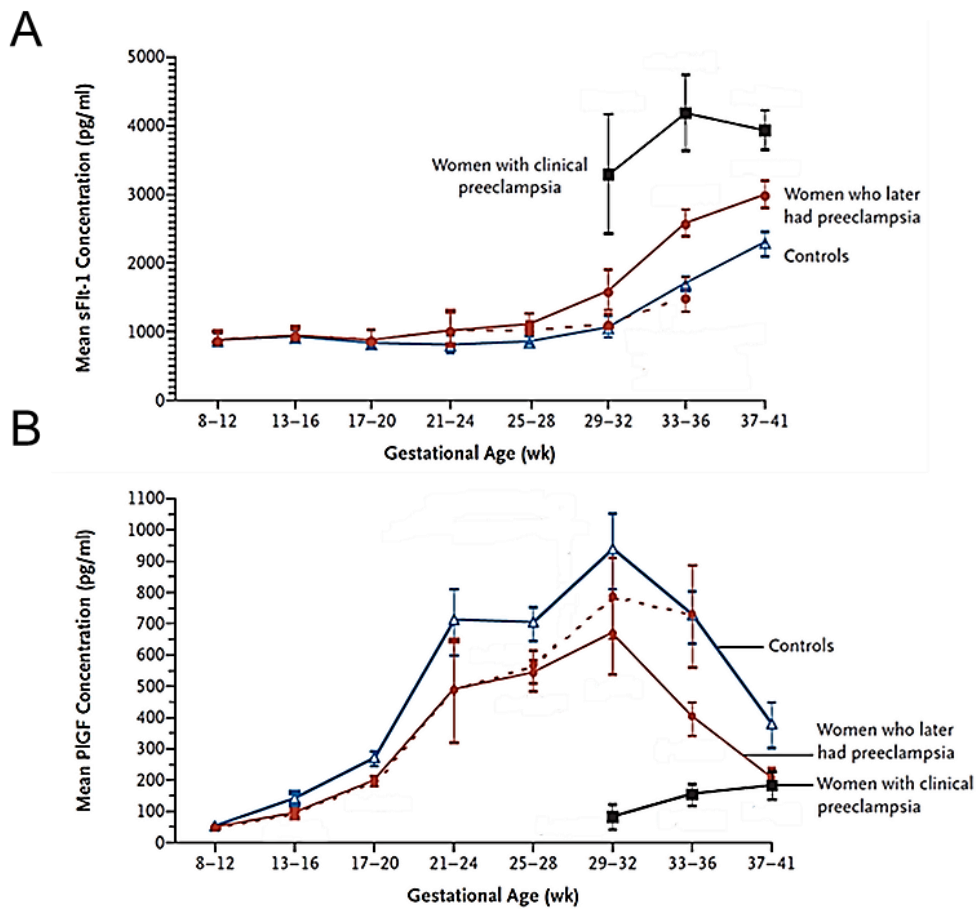 A
Mean sFlt-1 Concentration (pg/ml)
5000
4000
3000
2000
1000
0
Women with clinical
preeclampsia
Women who later
had preeclampsia
Controls
8–12 13–16 17–20 21–24 25–28 29–32 33–36 37–41
Gestational Age (wk)
B
Mean PlGF Concentration (pg/ml)
1100
1000
900
800
700
600
500
400
300
200
100
0
Controls
Women who later
had preeclampsia
Women with clinical
preeclampsia
8–12 13–16 17–20 21–24 25–28 29–32 33–36 37–41
Gestational Age (wk)